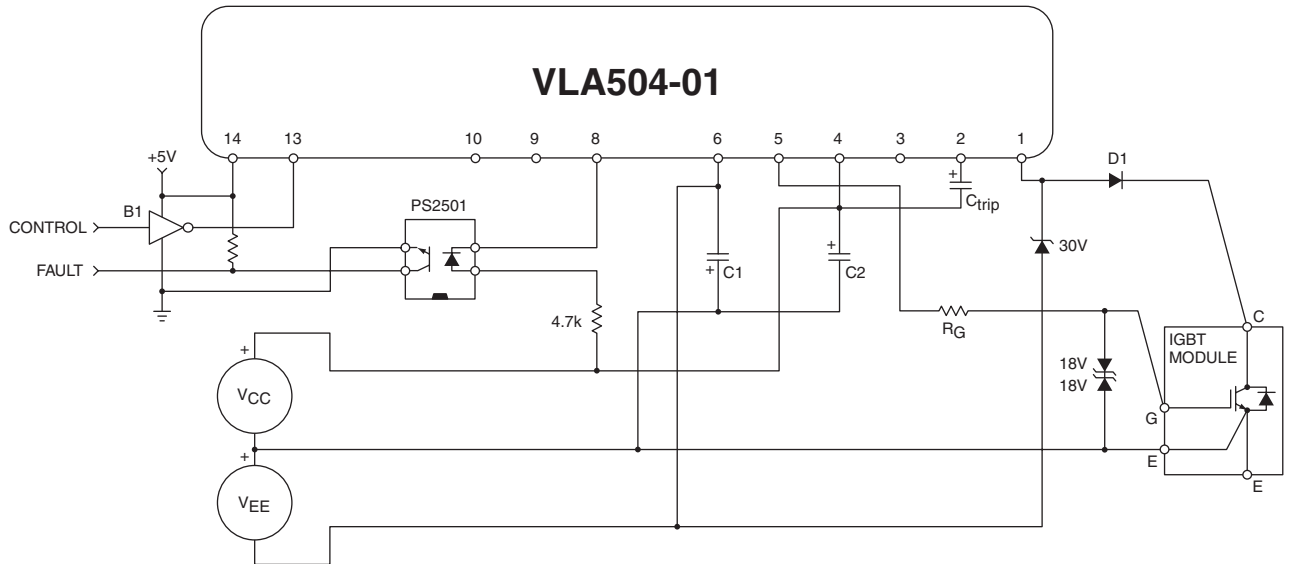 VLA504-01
14 13 10 9 8 6 5 4 3 2 1
+5V
D1
+
Ctrip
B1
PS2501
CONTROL
+
30V
FAULT
+ C1
C2
4.7k
RG
C
IGBT
MODULE
+
18V
18V
VCC
G
+
E
VEE
E